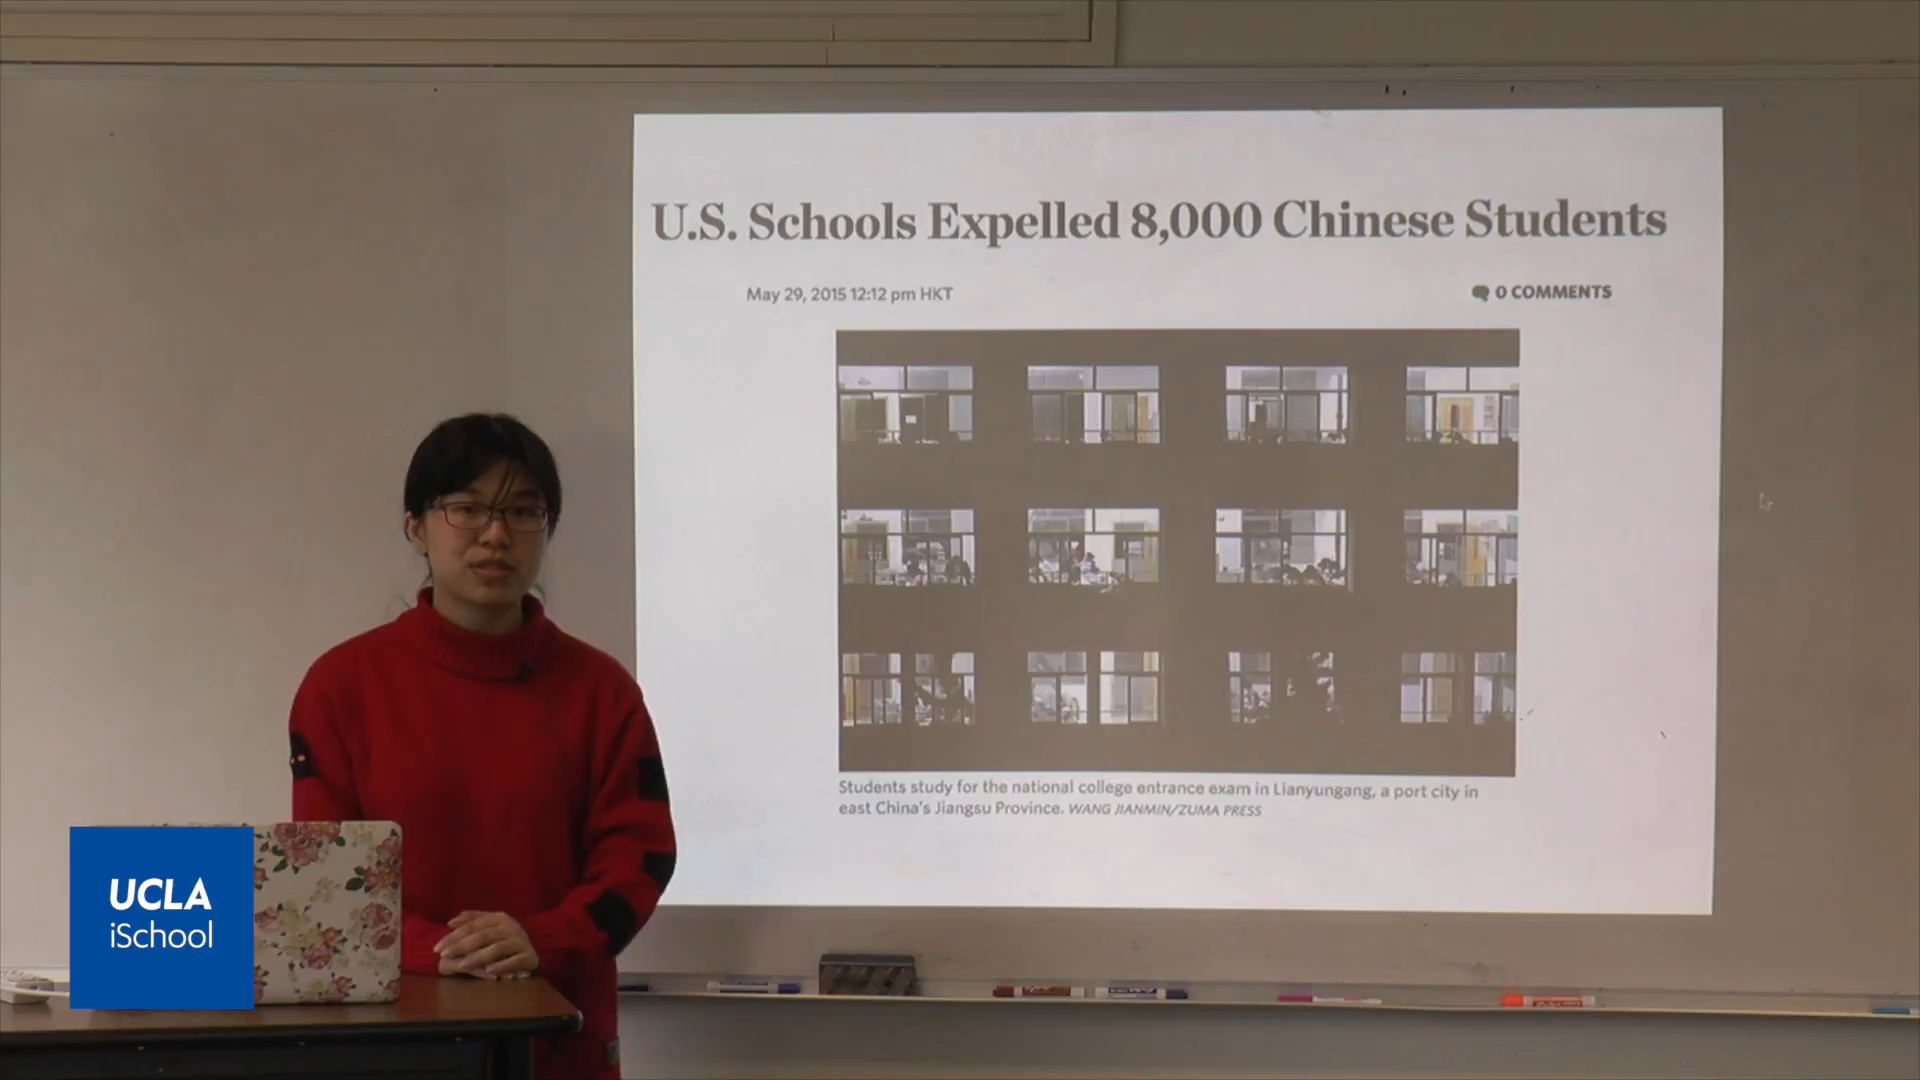 U.S. Schools Expelled 8,000 Chinese Students
May 29, 2015 12:12 pm HKT
0 COMMENTS
Students study for the national college entrance exam in Lianyungang, a port city in
east China's Jiangsu Province. WANG JIANMIN/ZUMA PRESS
UCLA
iSchool